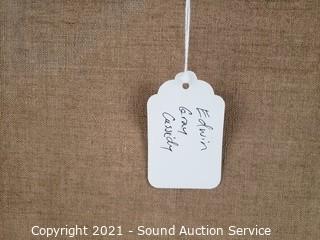 Edwin
Gray
Cassidy
Copyright 2021 - Sound Auction Service